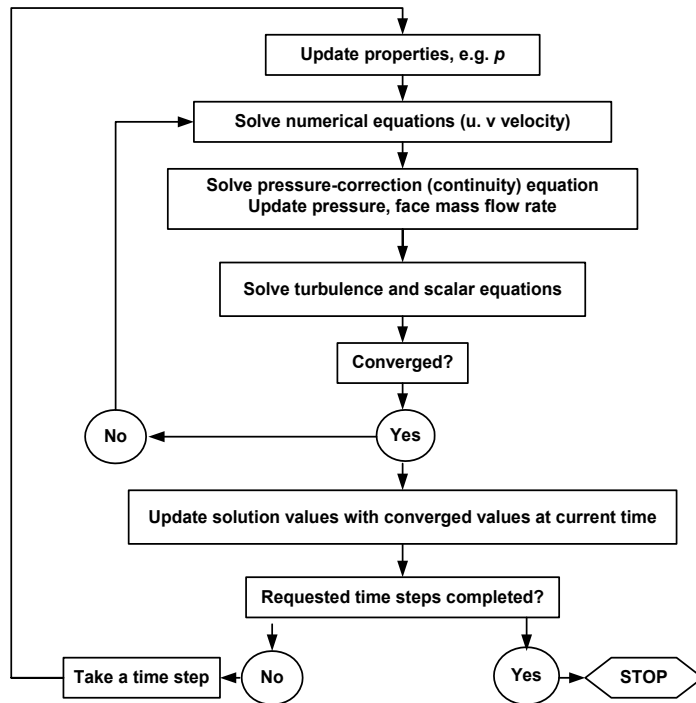 Update properties, e.g. p
Solve numerical equations (u. v velocity)
Solve pressure-correction (continuity) equation
Update pressure, face mass flow rate
Solve turbulence and scalar equations
Converged?
No
Yes
Update solution values with converged values at current time
Requested time steps completed?
Take a time step
No
Yes
STOP